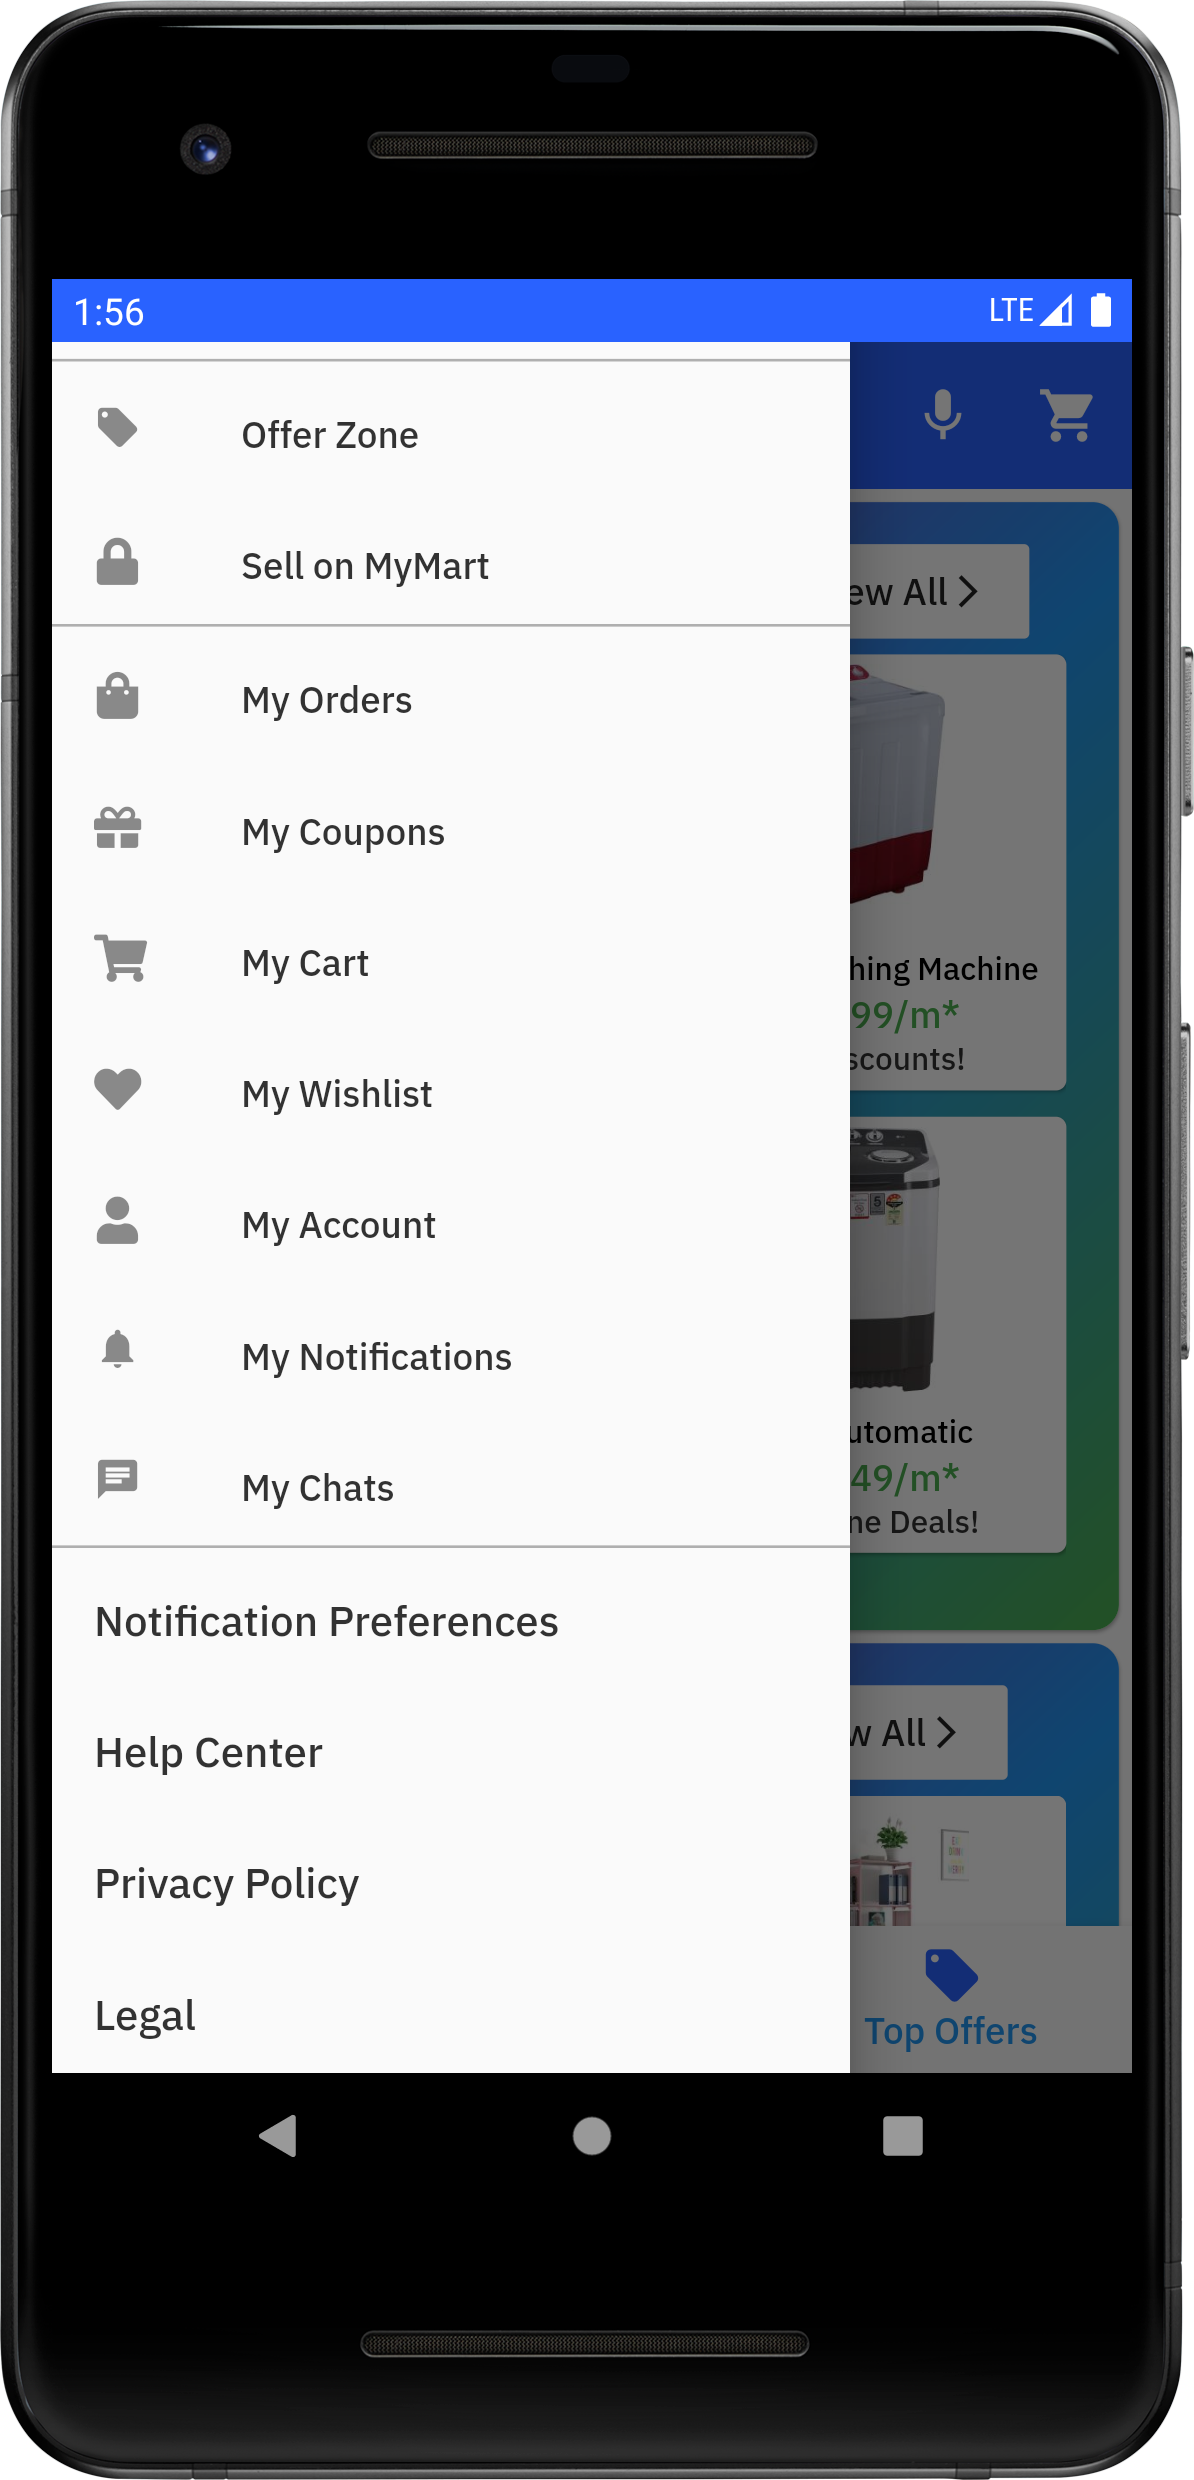 1:56
LTE
Offer Zone
Sell on MyMart
My Orders
My Coupons
My Cart
My Wishlist
My Account
My Notifications
My Chats
Notification Preferences
Help Center
Privacy Policy
Legal
ew All
hing Machine
99/m*
scounts!
5
utomatic
49/m*
ne Deals!
w All
Top Offers